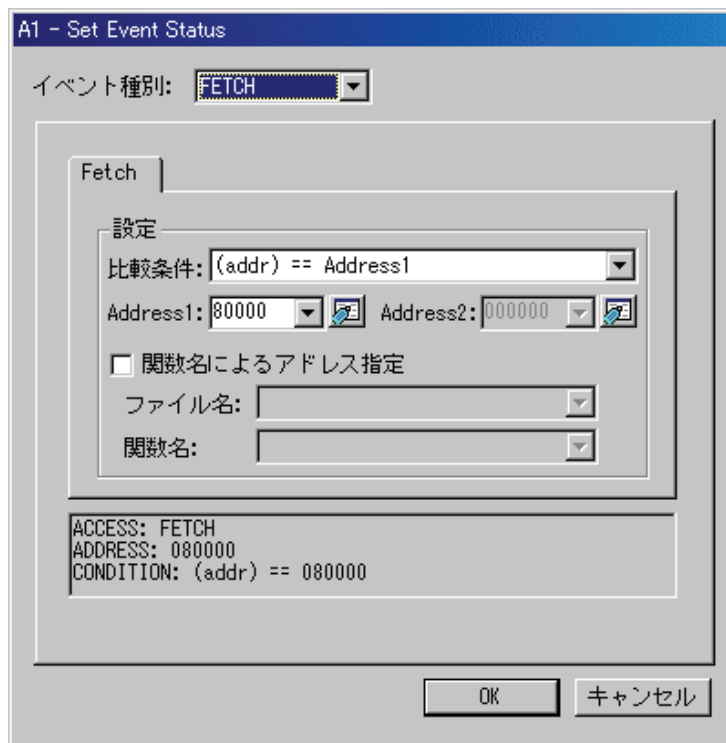 A1 - Set Event Status
イベント種別: FETCH
Fetch
設定
比較条件: (addr) == Address1
Address1: 80000 Address2: 000000
関数名によるアドレス指定
ファイル名:
関数名:
ACCESS: FETCH
ADDRESS: 080000
CONDITION: (addr) == 080000
OK キャンセル